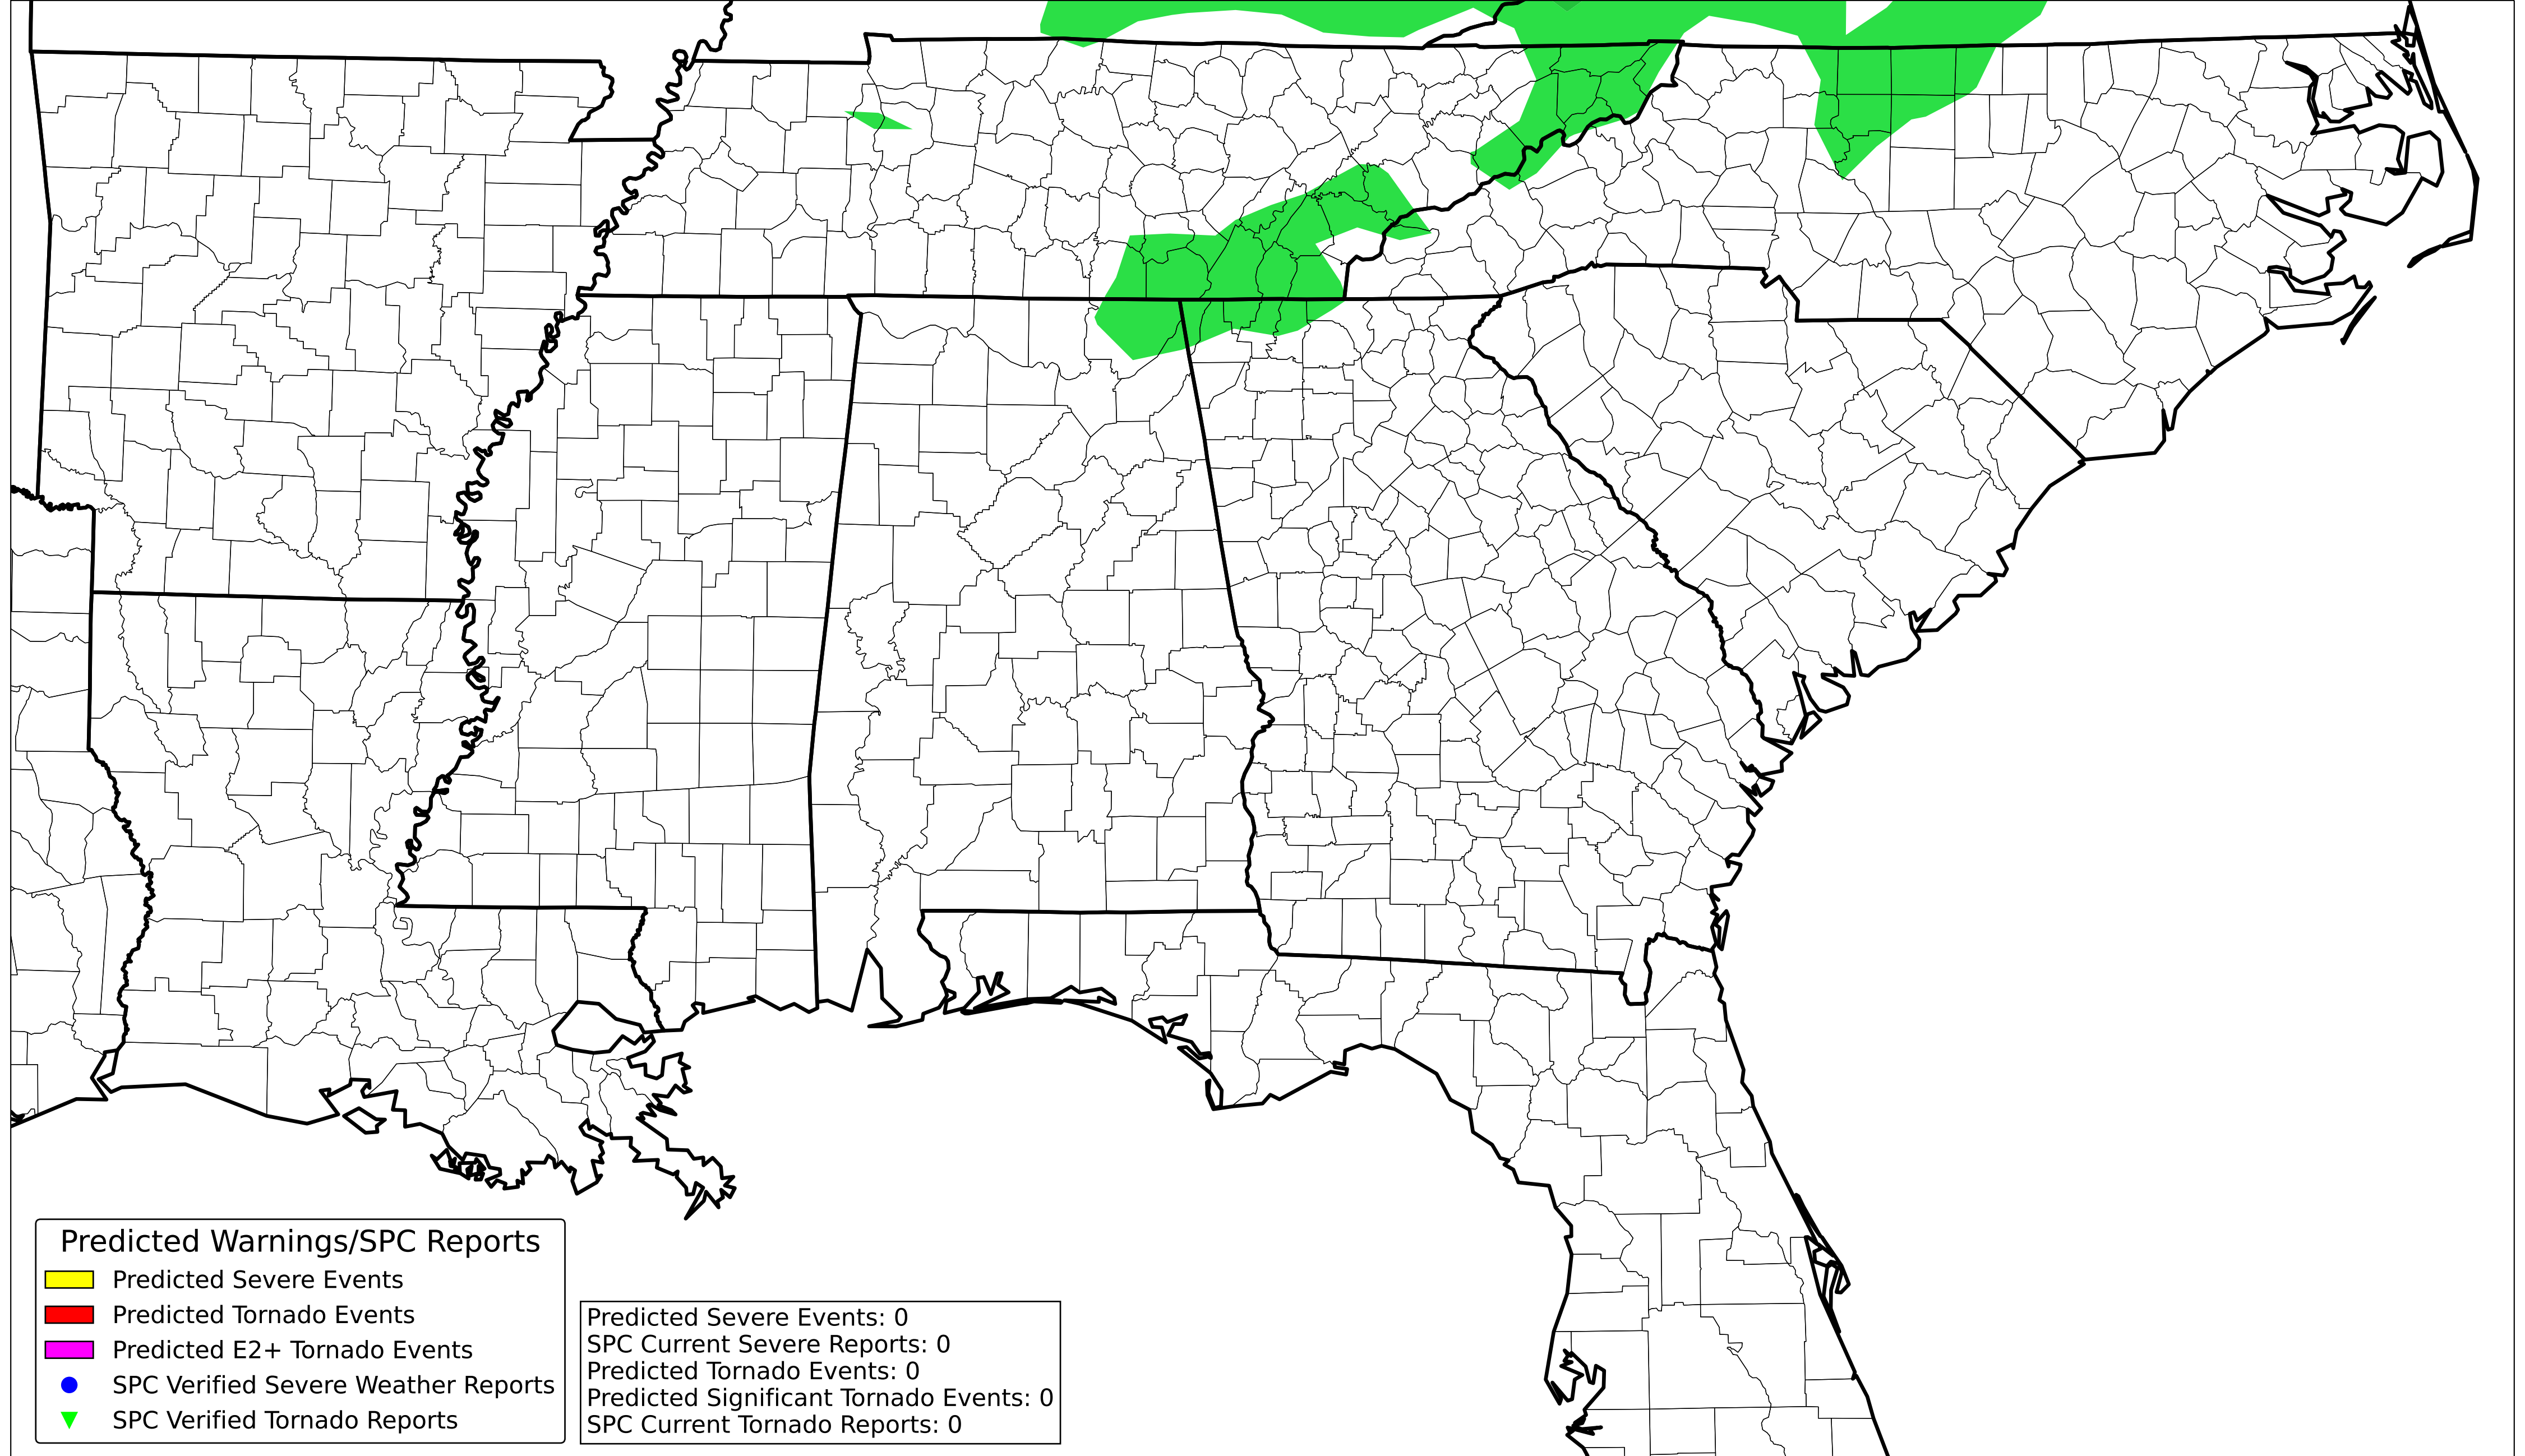 Predicted Warnings/SPC Reports
Predicted Severe Events
Predicted Tornado Events
Predicted E2+ Tornado Events
SPC Verified Severe Weather Reports
SPC Verified Tornado Reports
Predicted Severe Events: 0
SPC Current Severe Reports: 0
Predicted Tornado Events: 0
Predicted Significant Tornado Events: 0
SPC Current Tornado Reports: 0